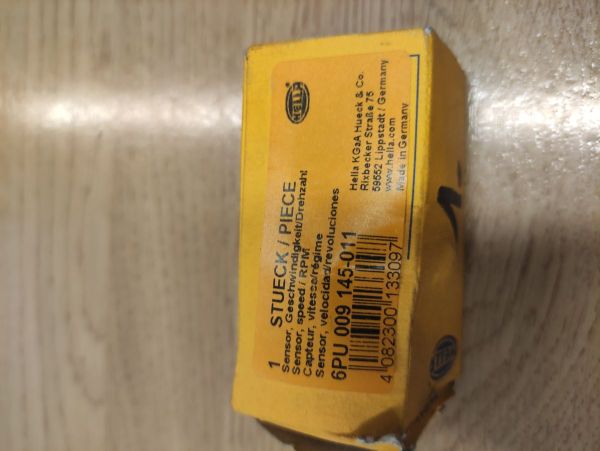 HELLA
1 STUECK / PIECE
Sensor, Geschwindigkeit/Drehzahl
Sensor, speed / RPM
Capteur, vitesse/régime
Sensor, velocidad/revoluciones
6PU 009 145-011
4 082300 133097
Hella KGaA Hueck & Co.
Rixbecker Straße 75
59552 Lippstadt / Germany
www.hella.com
Made in Germany
HELLA